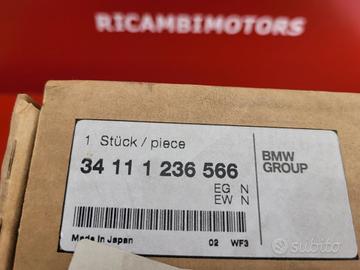 RICAMBIMOTORS
1 Stück / piece
34 11 1 236 566
EG N
EW N
BMW
GROUP
Made in Japan 02 WF3
subito